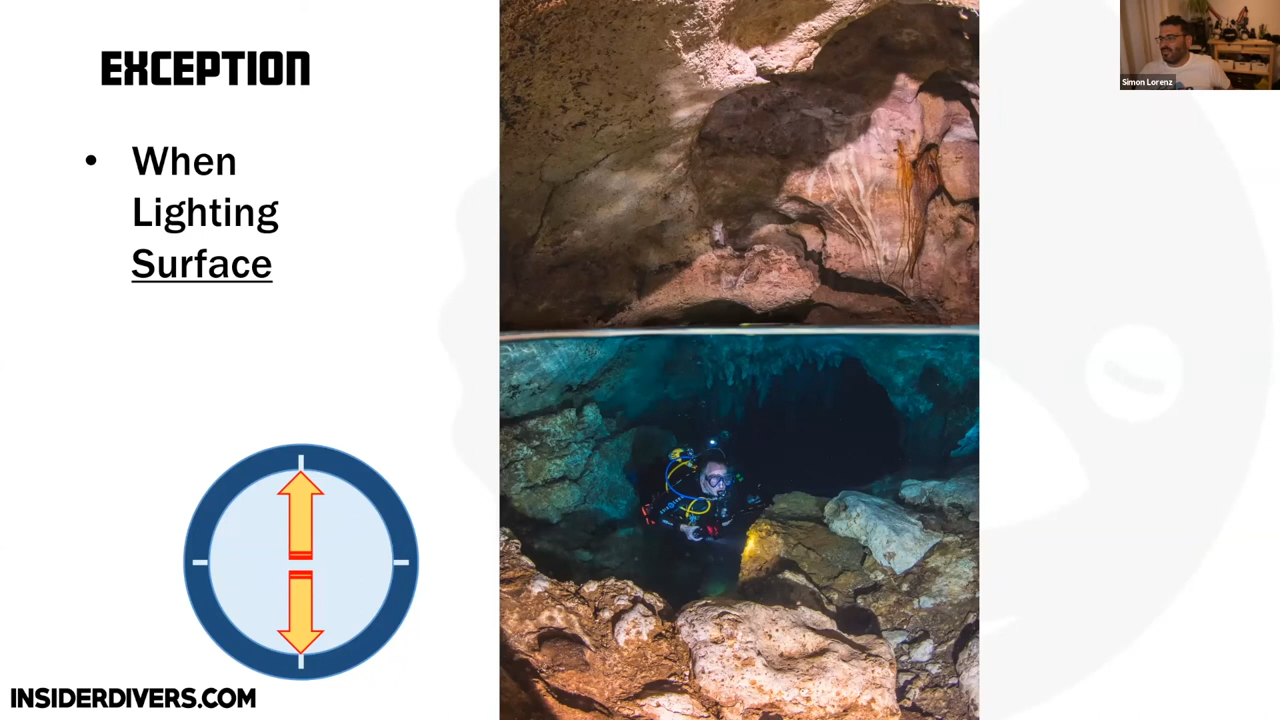 EXCEPTION
• When
Lighting
Surface
Simon Lorenz
INSIDERDIVERS.COM